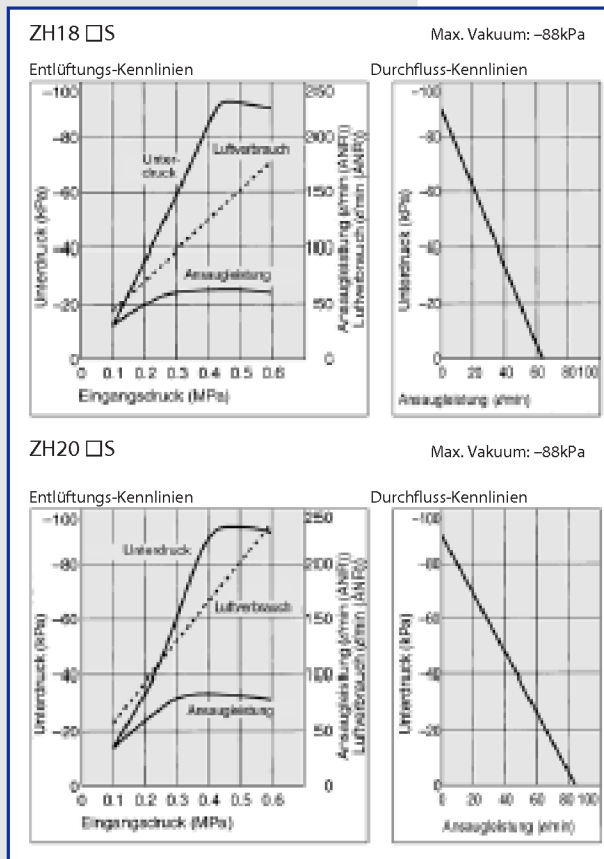 ZH18 □S
Max. Vakuum: –88kPa
Entlüftungs-Kennlinien
Durchfluss-Kennlinien
–100
–80
–60
–40
–20
0
Unterdruck (kPa)
Unter-
druck
Luftverbrauch
Ansaugleistung
250
200
150
100
50
0
Ansaugleistung (ℓ/min (ANR))
Luftverbrauch (ℓ/min (ANR))
0 0.1 0.2 0.3 0.4 0.5 0.6
Eingangsdruck (MPa)
–100
–80
–60
–40
–20
0
Unterdruck (kPa)
0 20 40 60 80 100
Ansaugleistung (ℓ/min)
ZH20 □S
Max. Vakuum: –88kPa
Entlüftungs-Kennlinien
Durchfluss-Kennlinien
–100
–80
–60
–40
–20
0
Unterdruck (kPa)
Unterdruck
Luftverbrauch
Ansaugleistung
250
200
150
100
50
0
Ansaugleistung (ℓ/min (ANR))
Luftverbrauch (ℓ/min (ANR))
0 0.1 0.2 0.3 0.4 0.5 0.6
Eingangsdruck (MPa)
–100
–80
–60
–40
–20
0
Unterdruck (kPa)
0 20 40 60 80 100
Ansaugleistung (ℓ/min)